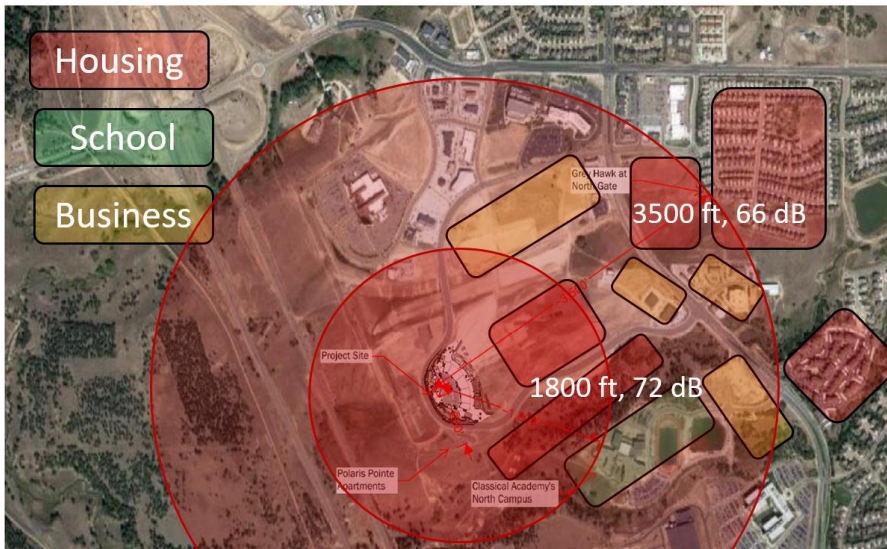 Housing
School
Business
Grey Hawk at
North Gate
3500 ft, 66 dB
Project Site
1800 ft, 72 dB
Polaris Pointe
Apartments
Classical Academy's
North Campus